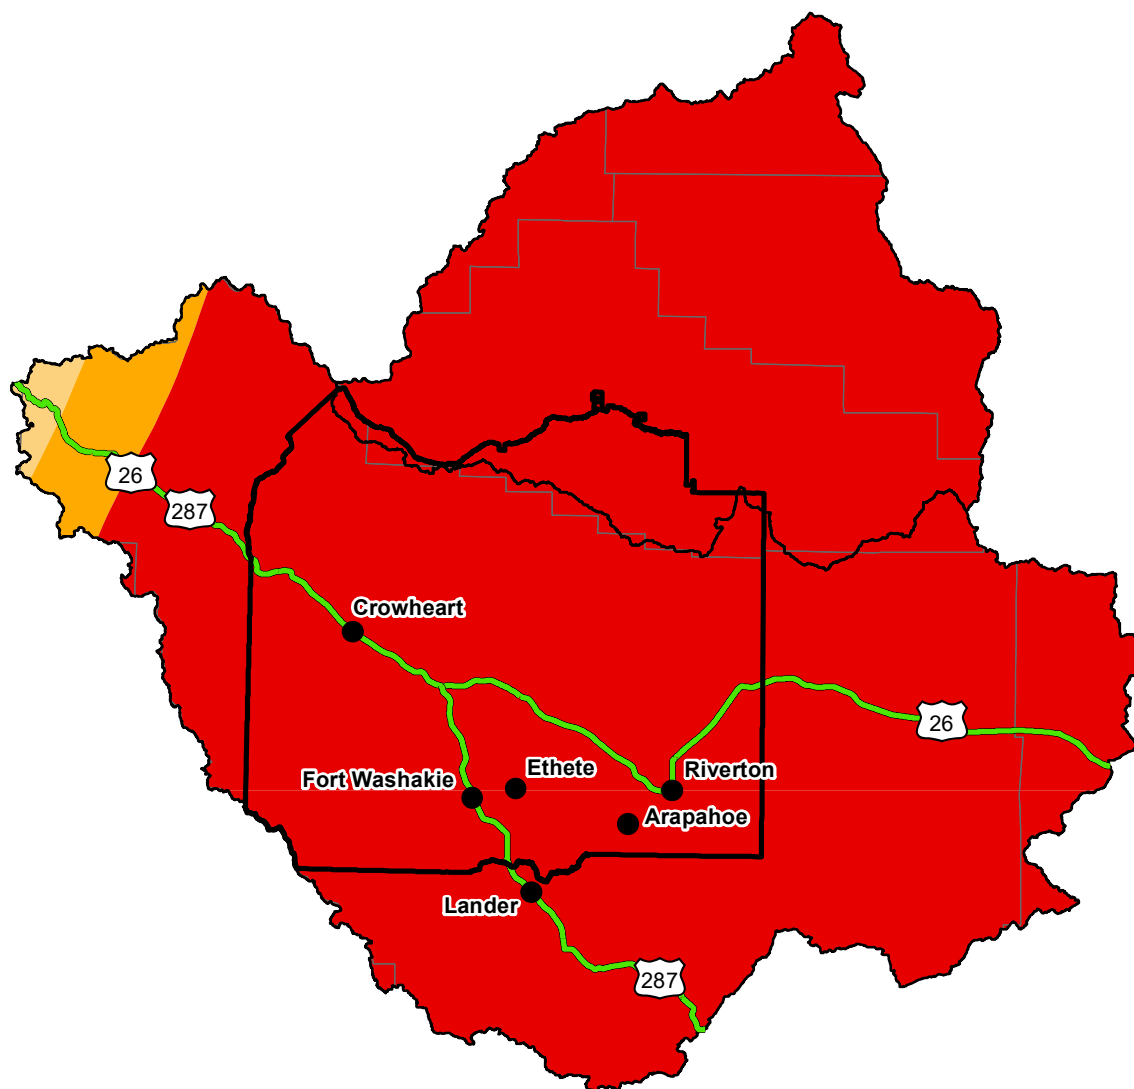 26
287
Crowheart
26
Ethete
Riverton
Fort Washakie
Arapahoe
Lander
287